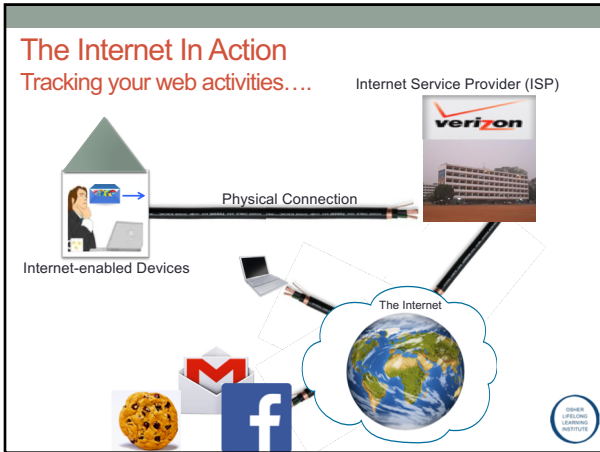 The Internet In Action
Tracking your web activities….
Internet Service Provider (ISP)
verizon
Physical Connection
Internet-enabled Devices
The Internet
OSHER
LIFELONG
LEARNING
INSTITUTE